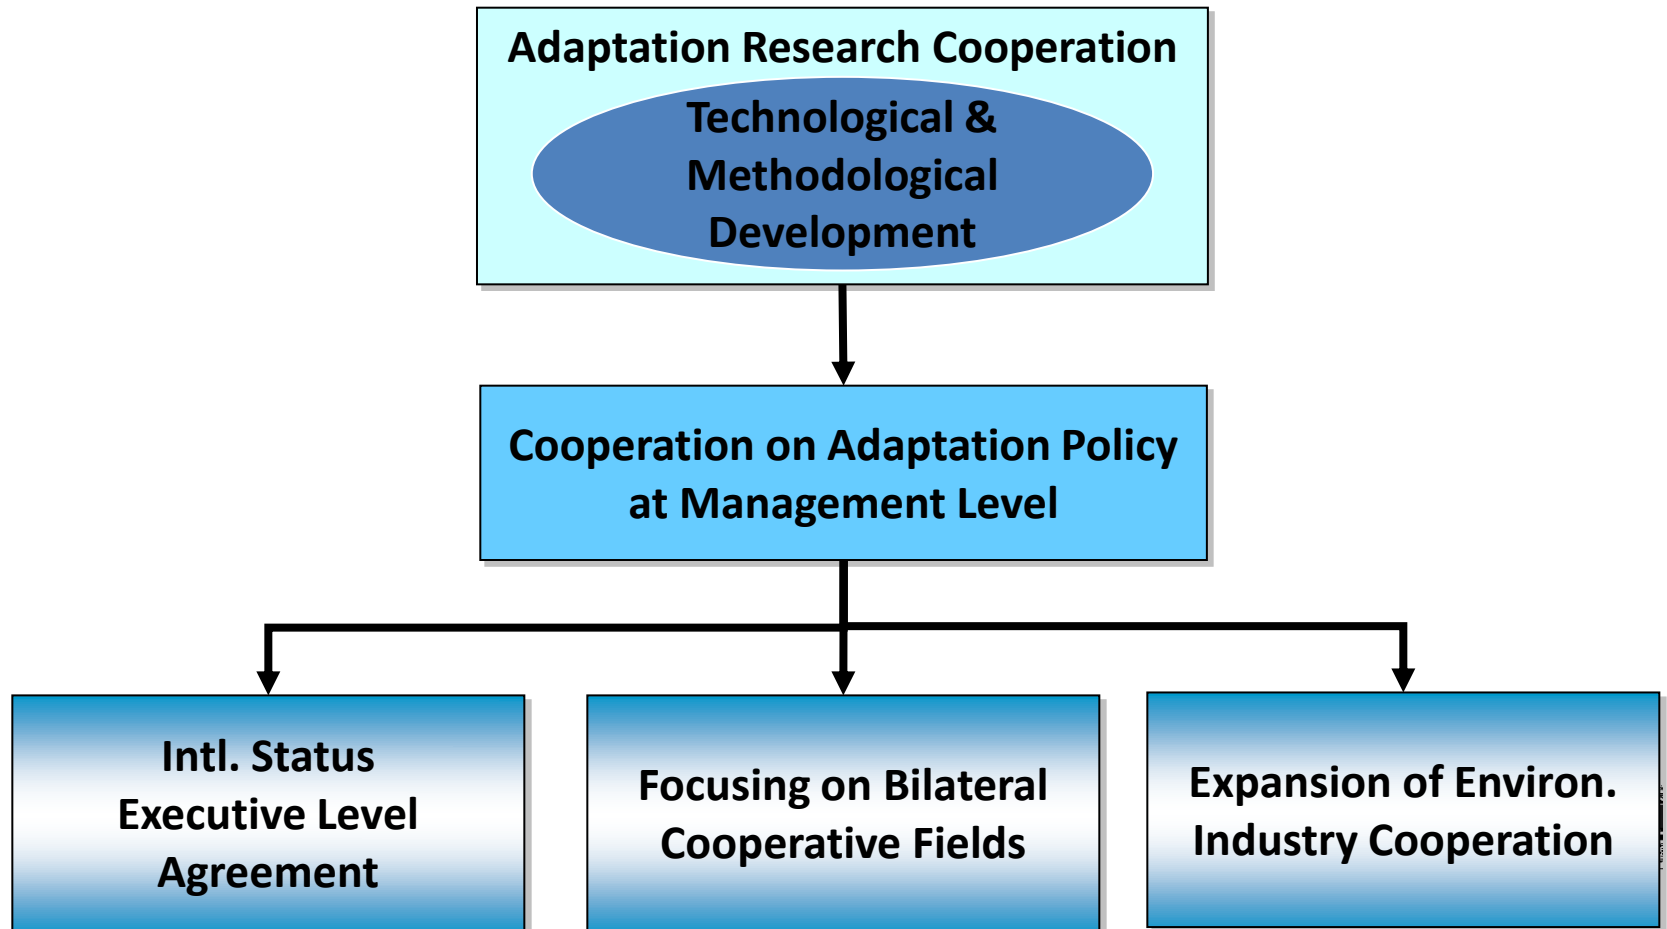 Adaptation Research Cooperation
Technological &
Methodological
Development
Cooperation on Adaptation Policy
at Management Level
Intl. Status
Executive Level
Agreement
Focusing on Bilateral
Cooperative Fields
Expansion of Environ.
Industry Cooperation